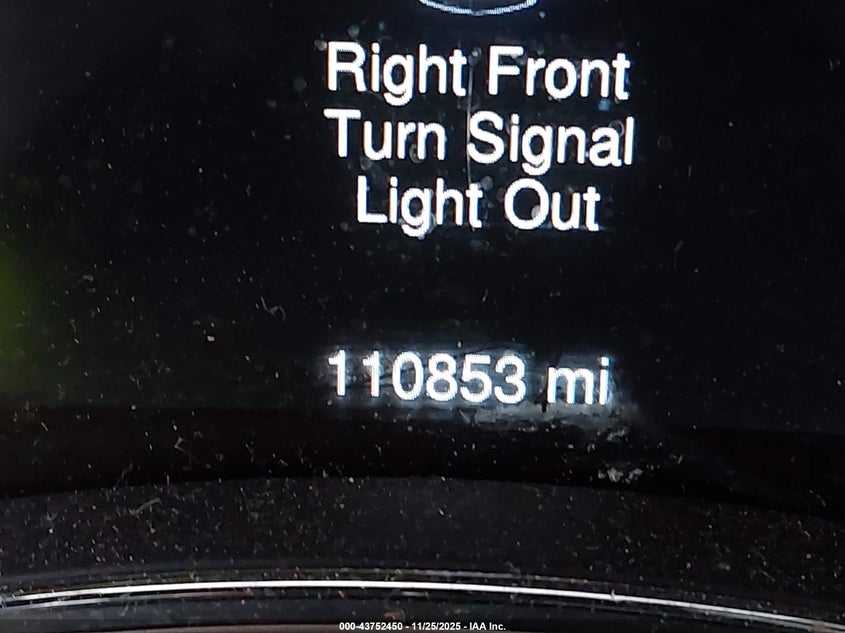 Right Front
Turn Signal
Light Out
110853 mi
000-43752450 - 11/25/2025 - IAA Inc.